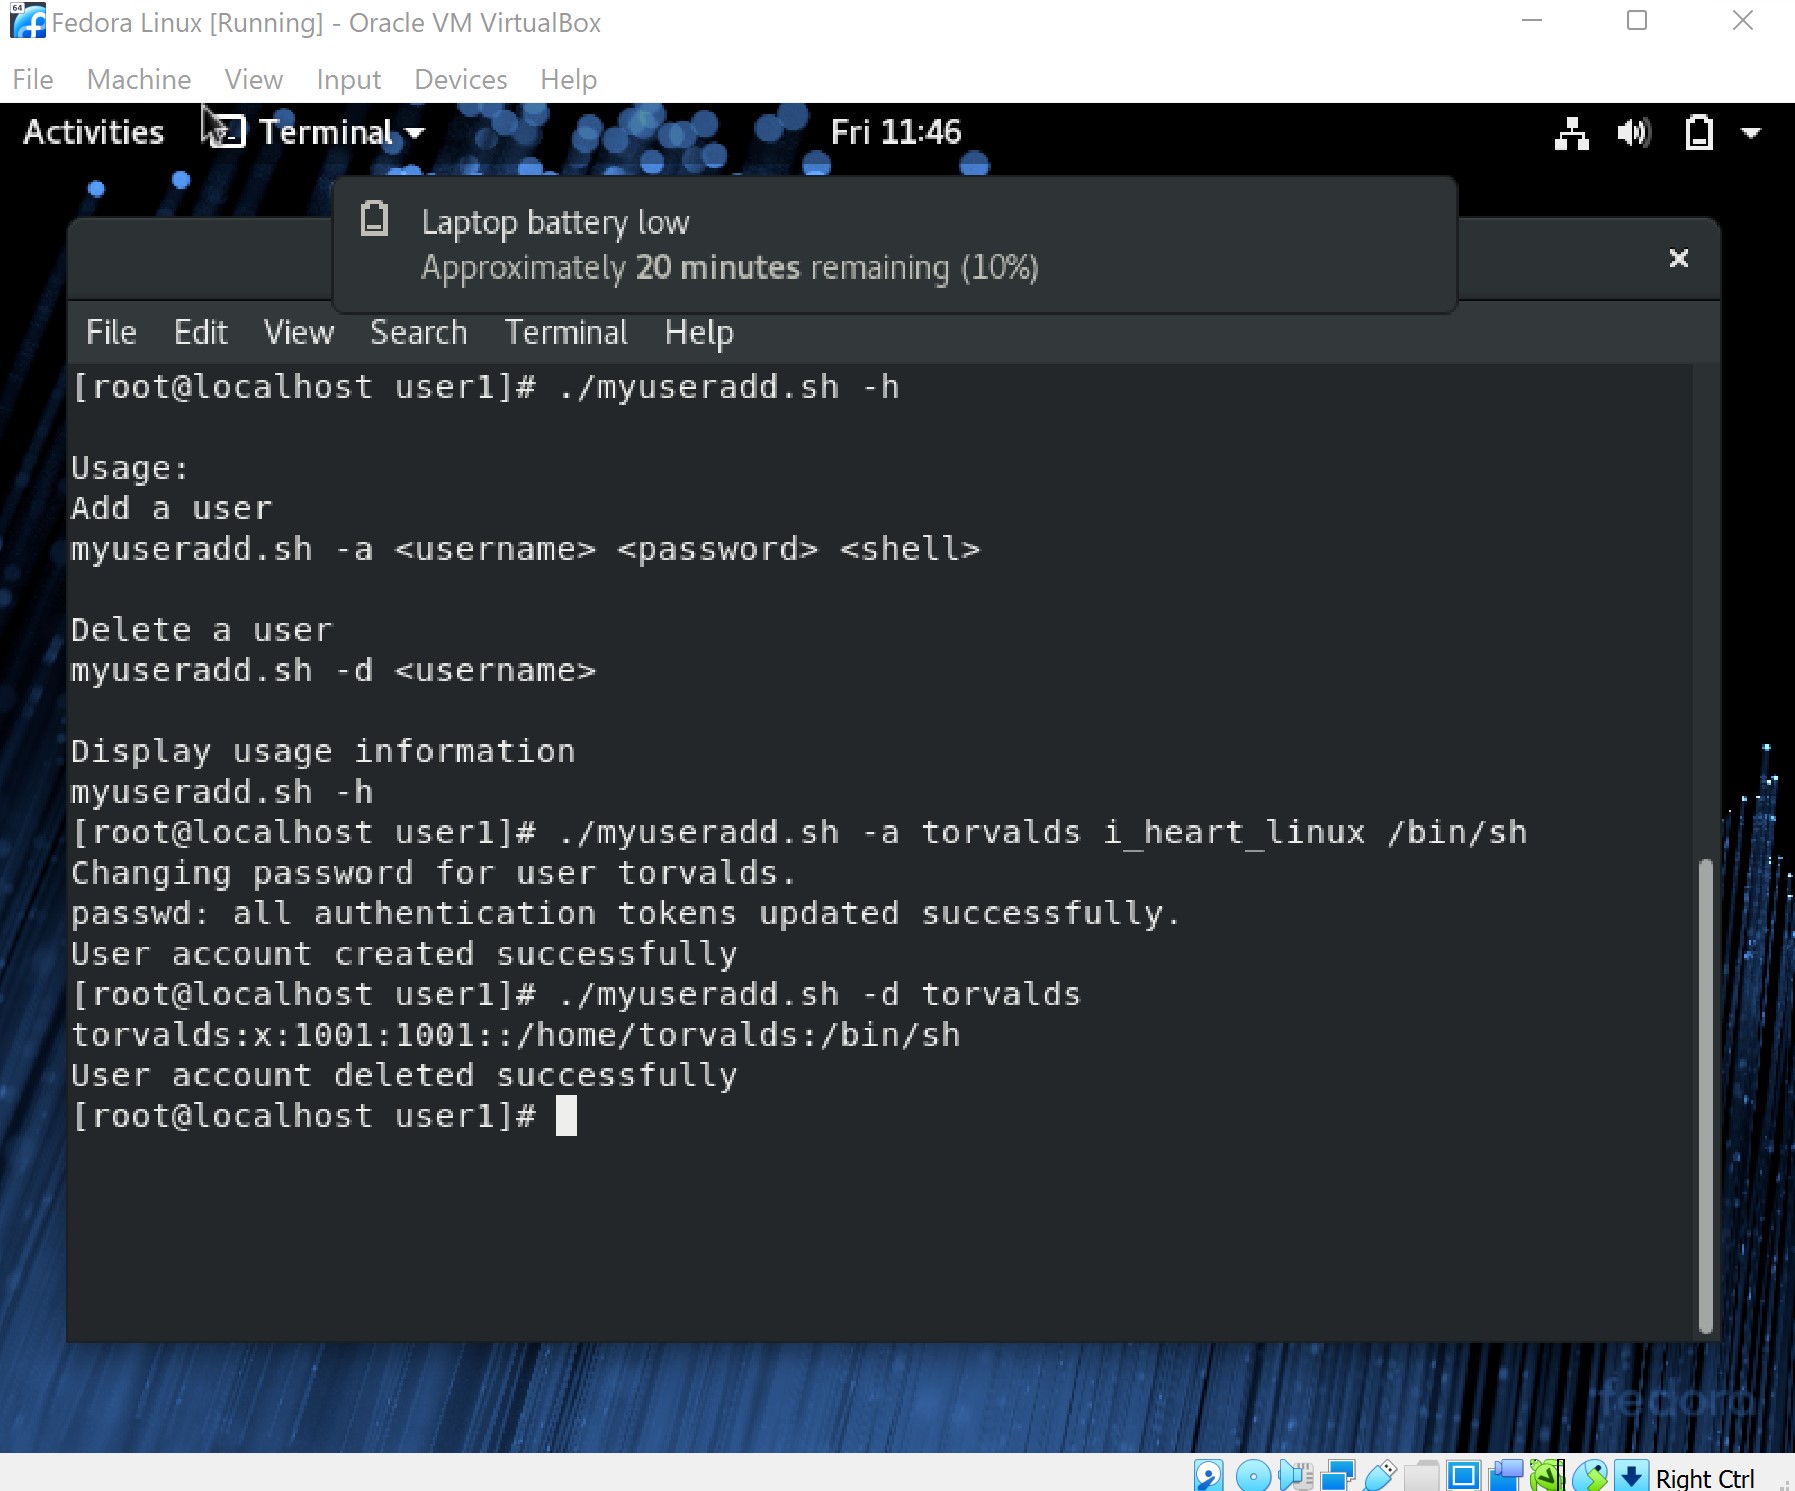 64
Fedora Linux [Running] - Oracle VM VirtualBox
File Machine View Input Devices Help
Activities Terminal Fri 11:46
Laptop battery low
Approximately 20 minutes remaining (10%)
File Edit View Search Terminal Help
[root@localhost user1]# ./myuseradd.sh -h
Usage:
Add a user
myuseradd.sh -a <username> <password> <shell>
Delete a user
myuseradd.sh -d <username>
Display usage information
myuseradd.sh -h
[root@localhost user1]# ./myuseradd.sh -a torvalds i_heart_linux /bin/sh
Changing password for user torvalds.
passwd: all authentication tokens updated successfully.
User account created successfully
[root@localhost user1]# ./myuseradd.sh -d torvalds
torvalds:x:1001:1001::/home/torvalds:/bin/sh
User account deleted successfully
[root@localhost user1]#
fedora
Right Ctrl